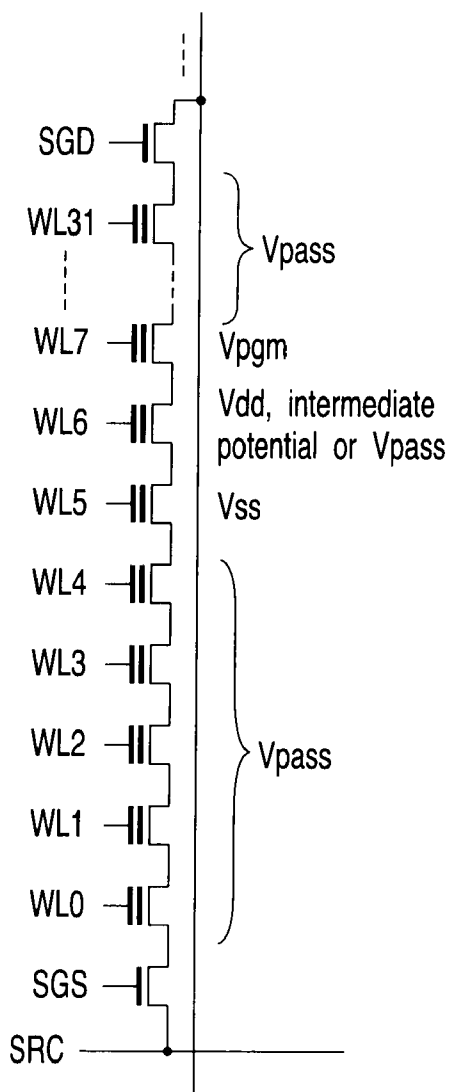 SGD
WL31
Vpass
WL7
Vpgm
WL6
Vdd, intermediate
potential or Vpass
WL5
Vss
WL4
WL3
WL2
Vpass
WL1
WL0
SGS
SRC